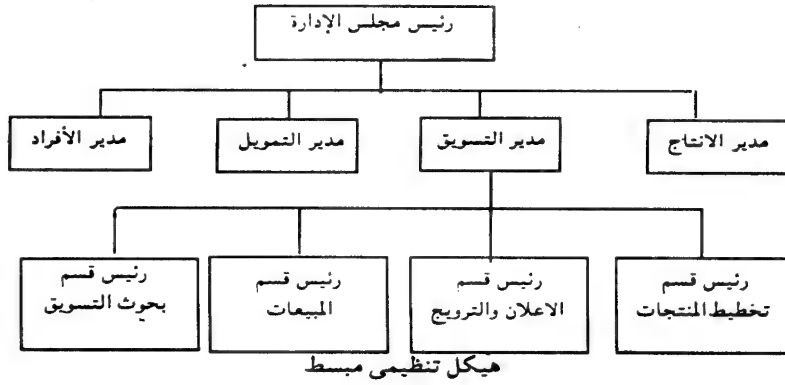 رئيس مجلس الإدارة
مدير الانتاج
مدير التسويق
مدير التمويل
مدير الأفراد
رئيس قسم
تخطيط المنتجات
رئيس قسم
الاعلان والترويج
رئيس قسم
المبيعات
رئيس قسم
بحوث التسويق
هيكل تنظيمى مبسط